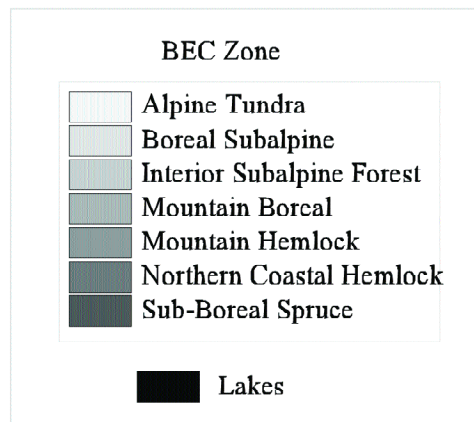 BEC Zone
Alpine Tundra
Boreal Subalpine
Interior Subalpine Forest
Mountain Boreal
Mountain Hemlock
Northern Coastal Hemlock
Sub-Boreal Spruce
Lakes